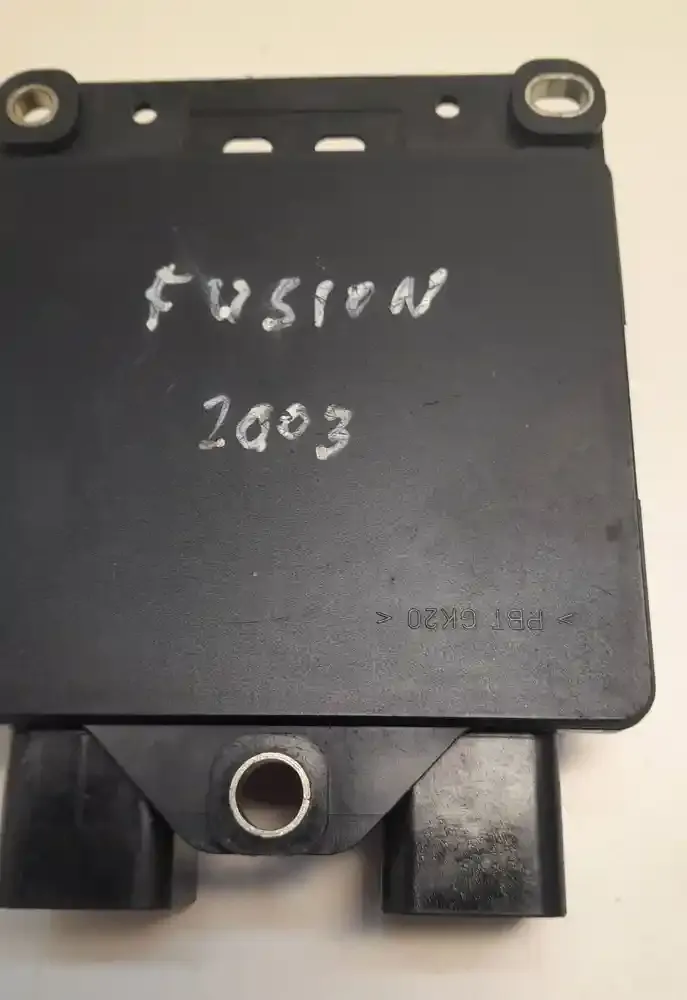 FUSION
2003
> PBT GK20 <